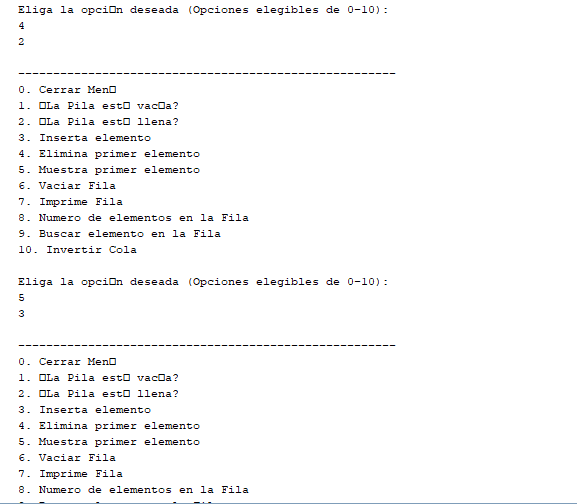 Eliga la opci□n deseada (Opciones elegibles de 0-10):
4
2
------------------------------------------------------
0. Cerrar Men□
1. □La Pila est□ vac□a?
2. □La Pila est□ llena?
3. Inserta elemento
4. Elimina primer elemento
5. Muestra primer elemento
6. Vaciar Fila
7. Imprime Fila
8. Numero de elementos en la Fila
9. Buscar elemento en la Fila
10. Invertir Cola
Eliga la opci□n deseada (Opciones elegibles de 0-10):
5
3
------------------------------------------------------
0. Cerrar Men□
1. □La Pila est□ vac□a?
2. □La Pila est□ llena?
3. Inserta elemento
4. Elimina primer elemento
5. Muestra primer elemento
6. Vaciar Fila
7. Imprime Fila
8. Numero de elementos en la Fila